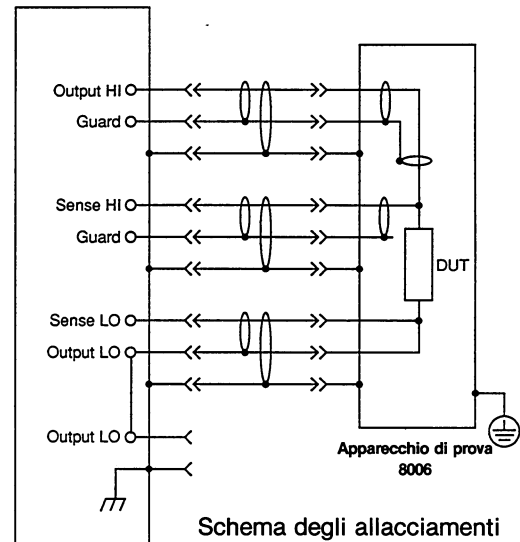 Output HI
Guard
Sense HI
Guard
DUT
Sense LO
Output LO
Output LO
Apparecchio di prova
8006
Schema degli allacciamenti